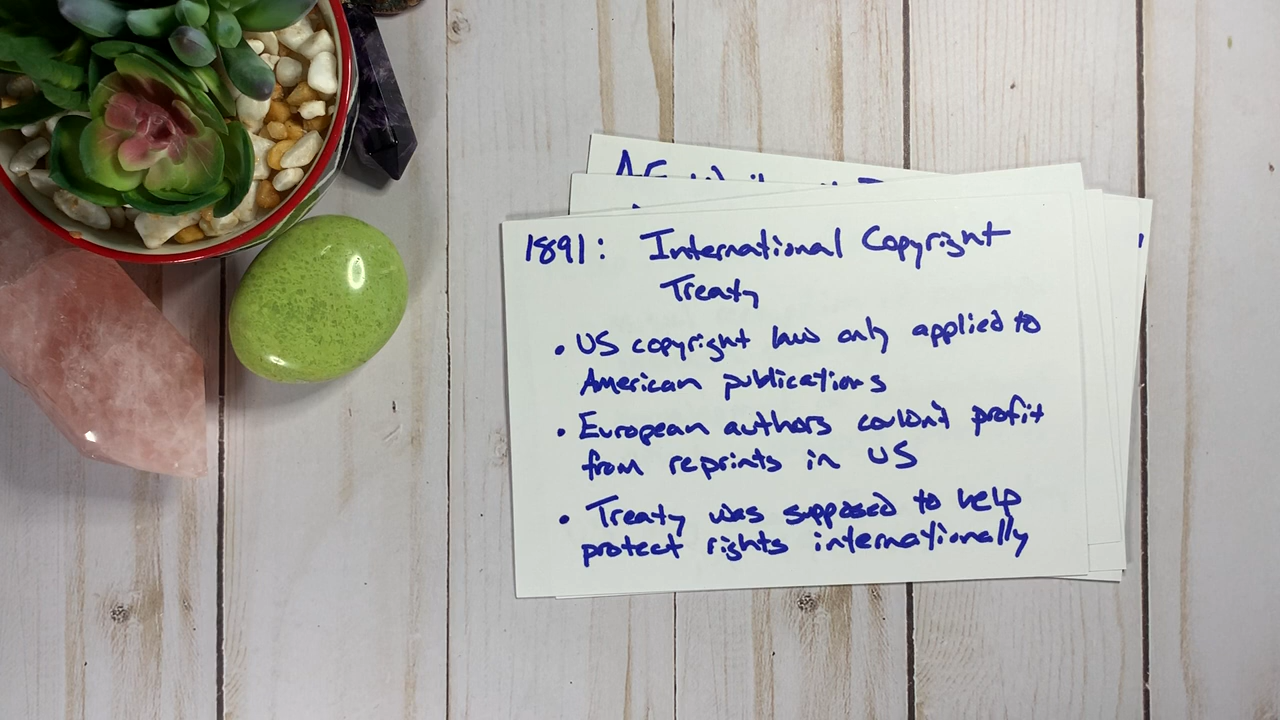 1891: International Copyright
Treaty
• US copyright law only applied to
American publications
• European authors couldn't profit
from reprints in US
• Treaty was supposed to help
protect rights internationally